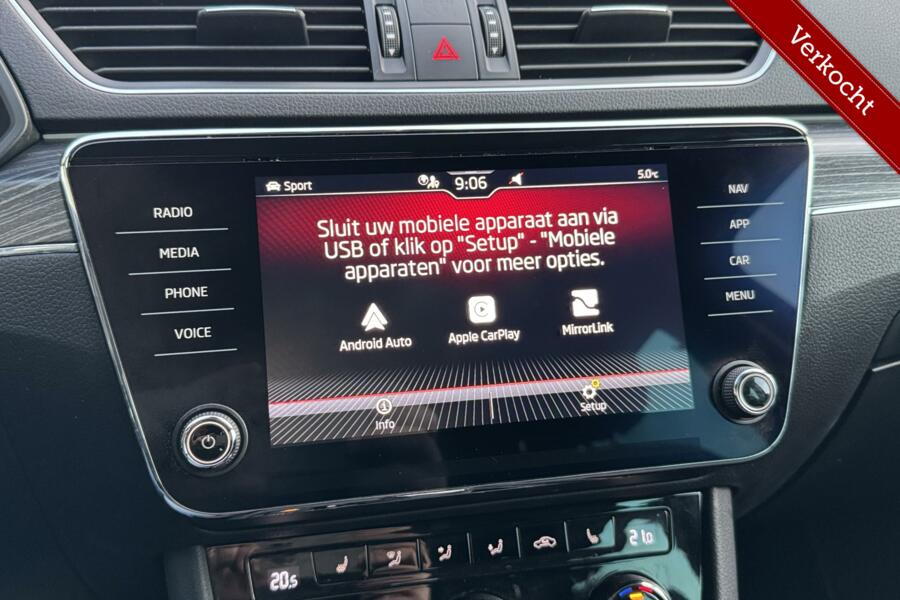 Verkocht
Sport
9:06
5.0°C
Sluit uw mobiele apparaat aan via
USB of klik op "Setup" - "Mobiele
apparaten" voor meer opties.
Android Auto
Apple CarPlay
MirrorLink
Info
Setup
RADIO
MEDIA
PHONE
VOICE
NAV
APP
CAR
MENU
20.5
21.0